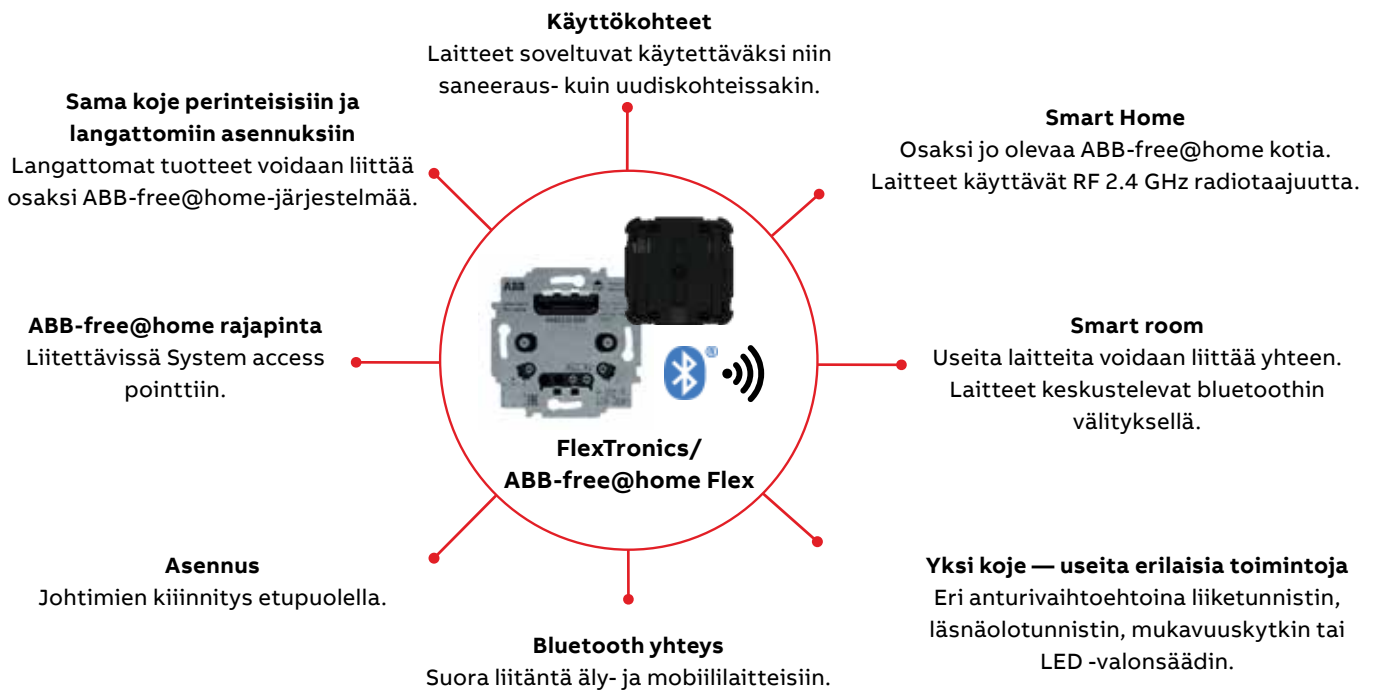 Käyttökohteet
Laitteet soveltuvat käytettäväksi niin
saneeraus- kuin uudiskohteissakin.
Sama koje perinteisisiin ja
langattomiin asennuksiin
Langattomat tuotteet voidaan liittää
osaksi ABB-free@home-järjestelmää.
Smart Home
Osaksi jo olevaa ABB-free@home kotia.
Laitteet käyttävät RF 2.4 GHz radiotaajuutta.
ABB-free@home rajapinta
Liitettävissä System access
pointtiin.
ABB
FlexTronics/
ABB-free@home Flex
Smart room
Useita laitteita voidaan liittää yhteen.
Laitteet keskustelevat bluetoothin
välityksellä.
Asennus
Johtimien kiiinnitys etupuolella.
Bluetooth yhteys
Suora liitäntä äly- ja mobiililaitteisiin.
Yksi koje — useita erilaisia toimintoja
Eri anturivaihtoehtoina liiketunnistin,
läsnäolotunnistin, mukavuuskytkin tai
LED -valonsäädin.